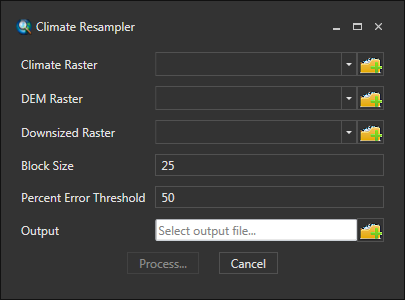 Climate Resampler
Climate Raster
DEM Raster
Downsized Raster
Block Size 25
Percent Error Threshold 50
Output Select output file...
Process... Cancel